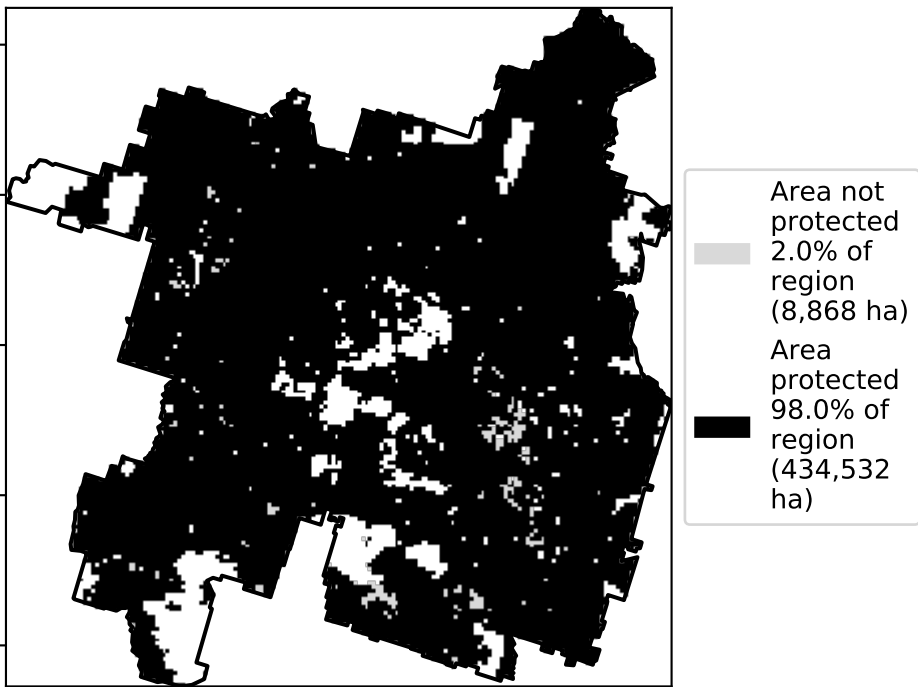 Area not
protected
2.0% of
region
(8,868 ha)
Area
protected
98.0% of
region
(434,532
ha)